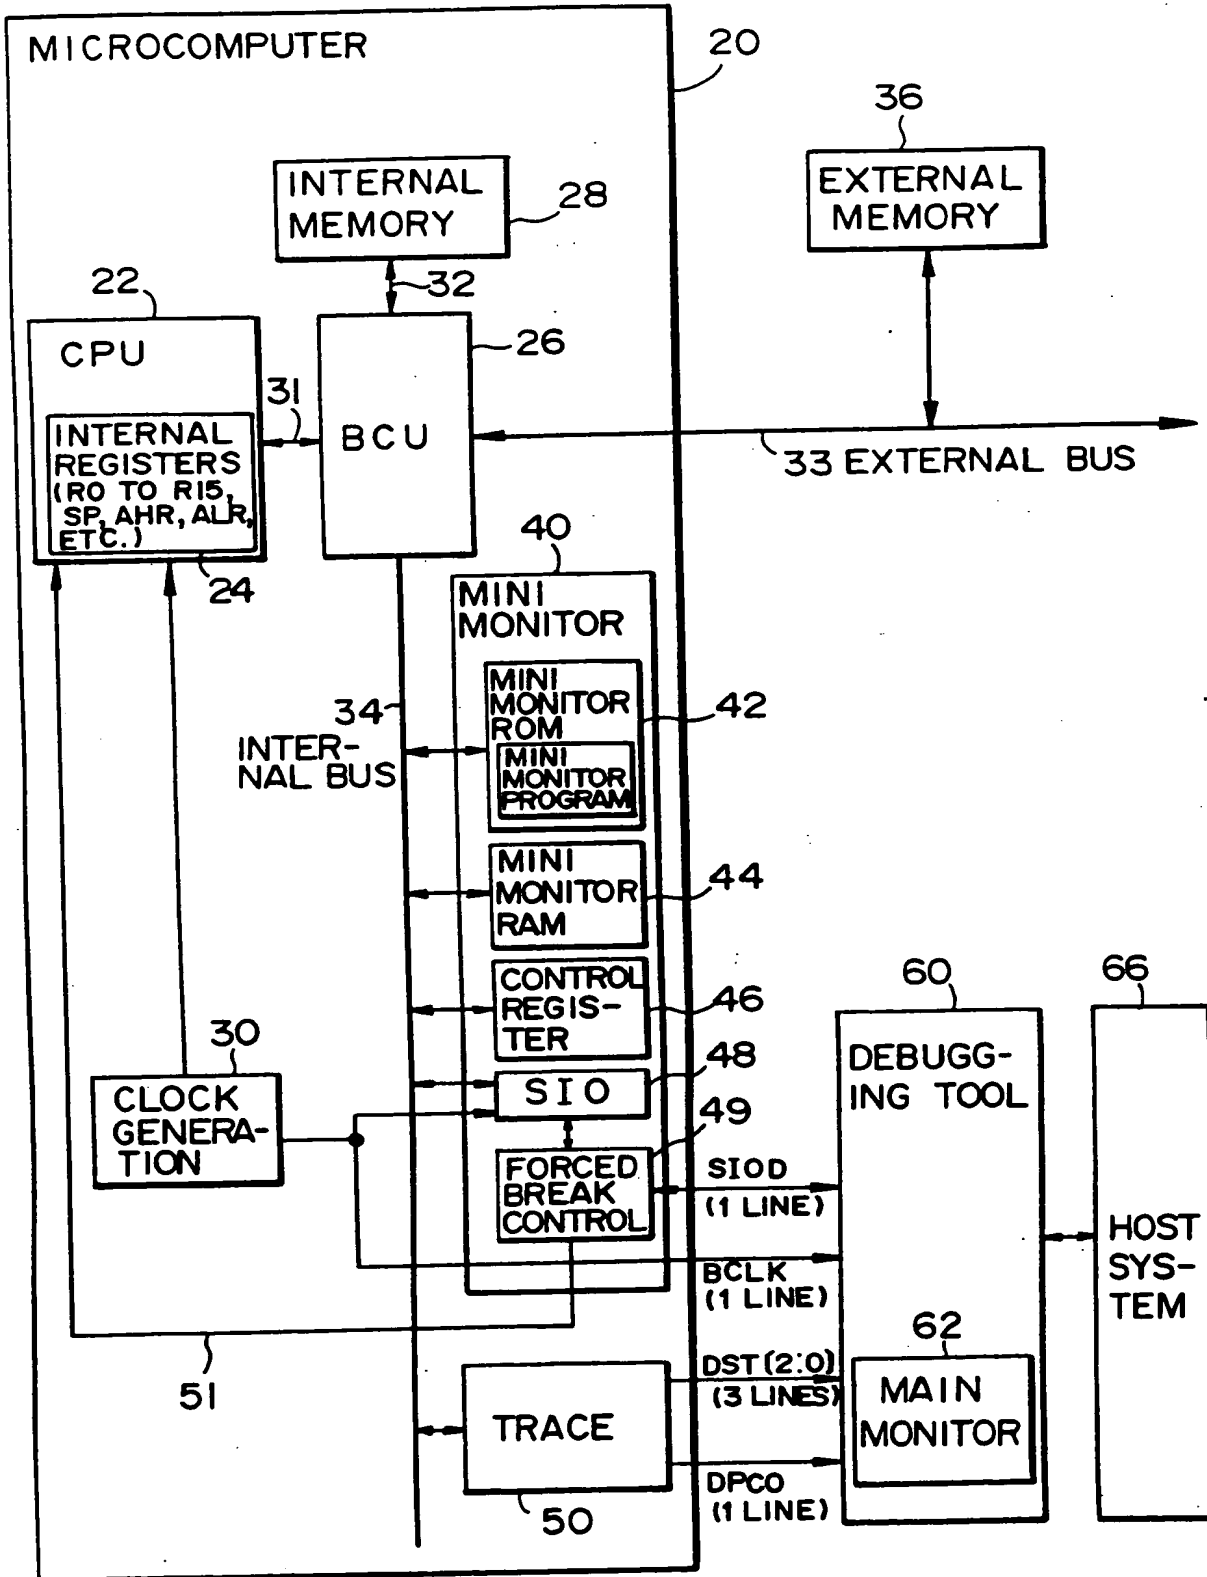 MICROCOMPUTER
20
36
INTERNAL
MEMORY
28
EXTERNAL
MEMORY
22
32
CPU
26
31
BCU
INTERNAL
REGISTERS
(R0 TO R15,
SP, AHR, ALR,
ETC.)
33 EXTERNAL BUS
24
40
MINI
MONITOR
MINI
MONITOR
ROM
42
34
INTER-
NAL BUS
MINI
MONITOR
PROGRAM
MINI
MONITOR
RAM
44
CONTROL
REGIS-
TER
46
60
66
30
CLOCK
GENERA-
TION
48
SIO
DEBUGG-
ING TOOL
49
FORCED
BREAK
CONTROL
SIOD
(1 LINE)
HOST
SYS-
TEM
BCLK
(1 LINE)
51
62
DST(2:0)
(3 LINES)
MAIN
MONITOR
TRACE
DPCO
(1 LINE)
50